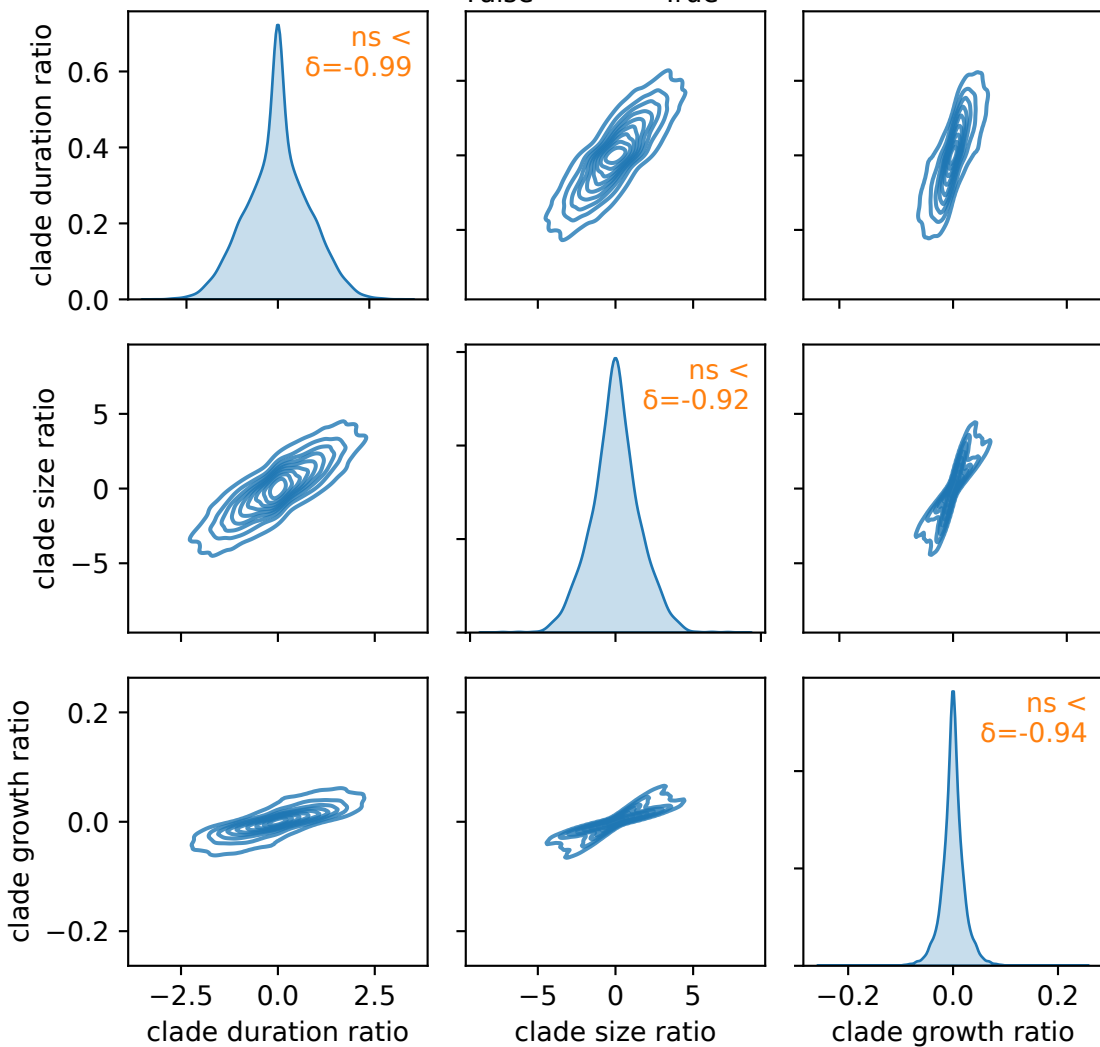 clade duration ratio
0.6
0.4
0.2
0.0
ns <
δ=-0.99
clade size ratio
5
0
−5
ns <
δ=-0.92
clade growth ratio
0.2
0.0
−0.2
ns <
δ=-0.94
−2.5 0.0 2.5
−5 0 5
−0.2 0.0 0.2
clade duration ratio
clade size ratio
clade growth ratio